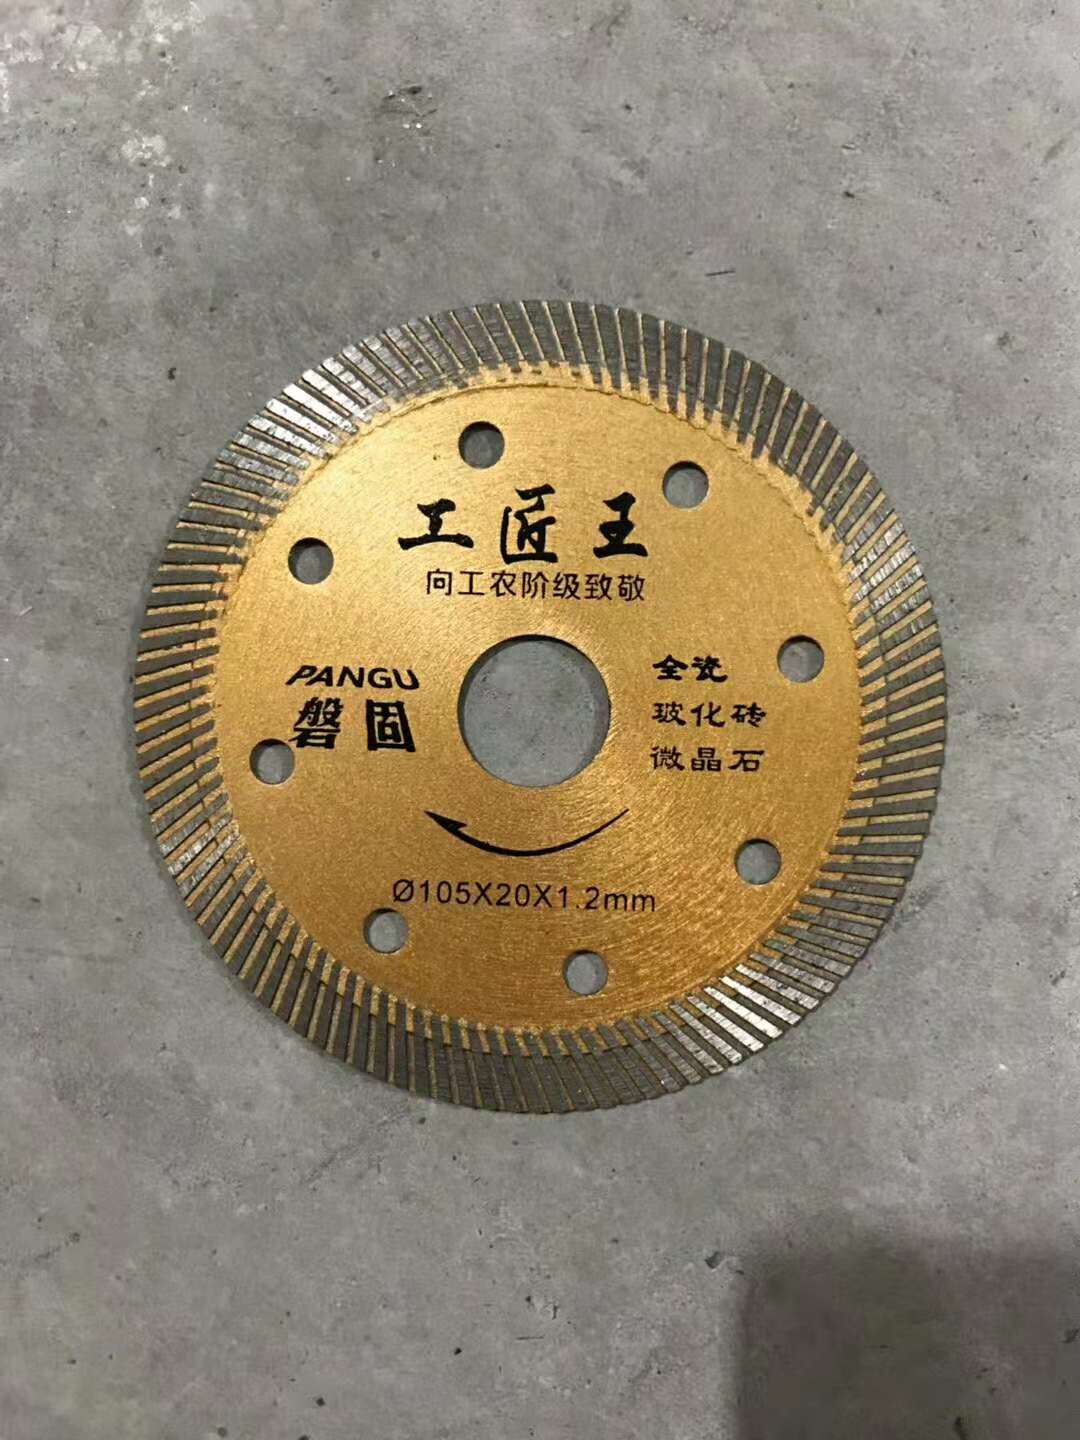 工匠王
向工农阶级致敬
PANGU
磐固
全瓷
玻化砖
微晶石
Ø105X20X1.2mm